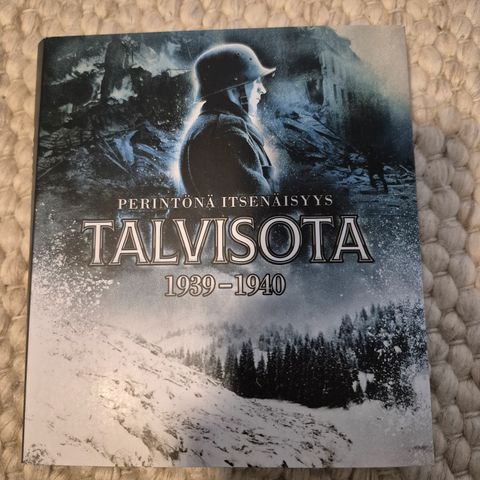 PERINTÖNÄ ITSENÄISYYS
TALVISOTA
1939–1940